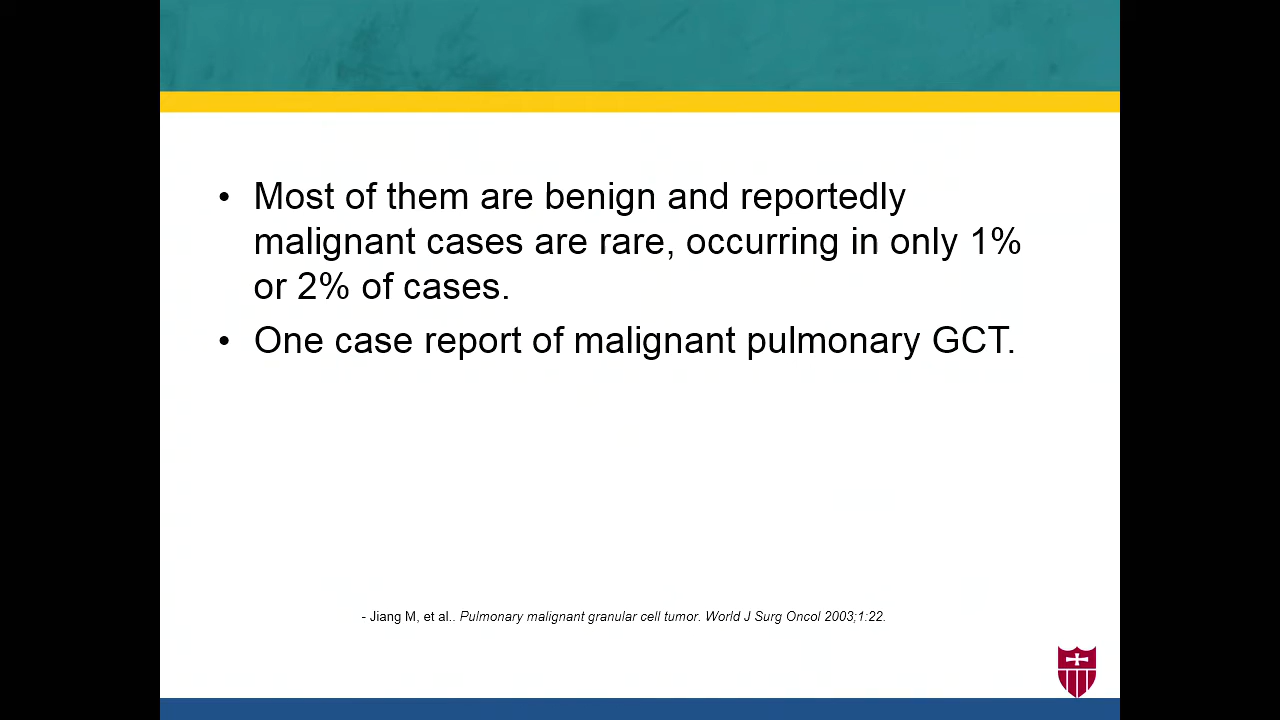 • Most of them are benign and reportedly
malignant cases are rare, occurring in only 1%
or 2% of cases.
• One case report of malignant pulmonary GCT.
- Jiang M, et al.. Pulmonary malignant granular cell tumor. World J Surg Oncol 2003;1:22.